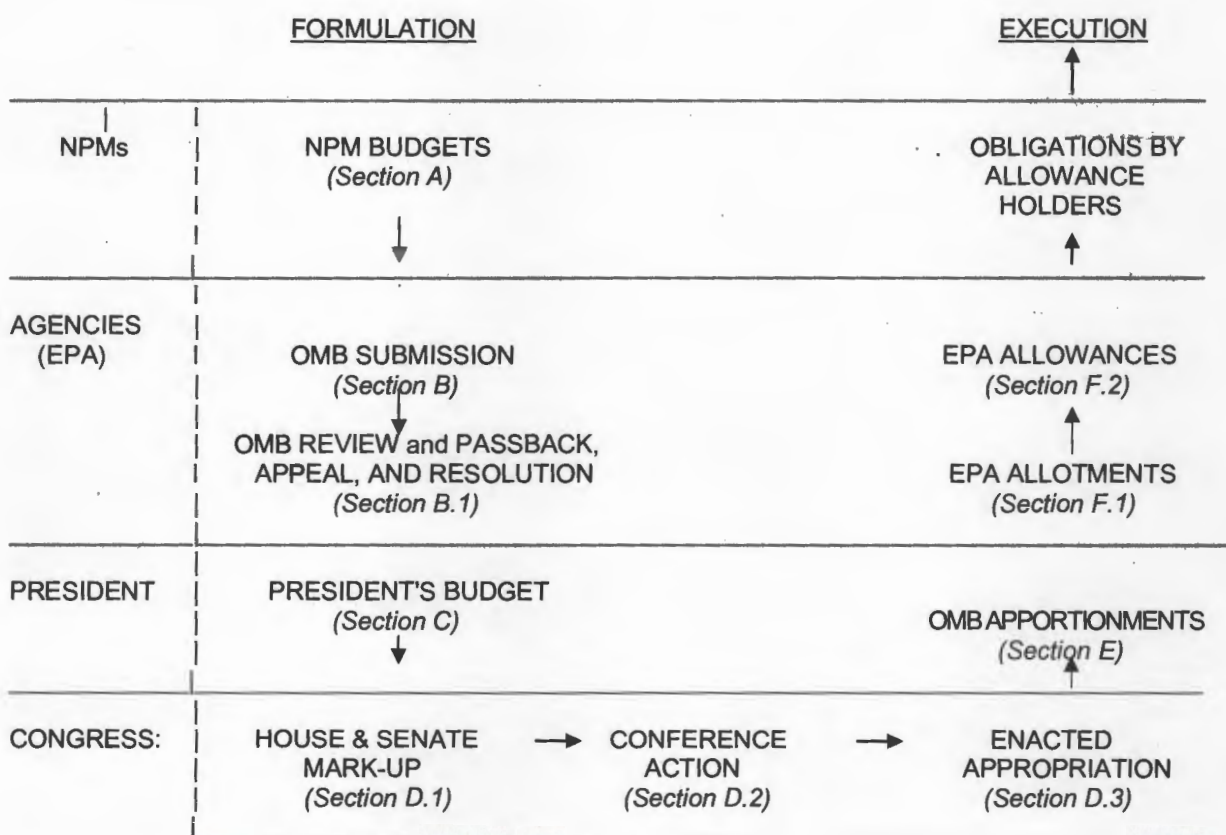 FORMULATION
EXECUTION
NPMs
NPM BUDGETS
(Section A)
OBLIGATIONS BY
ALLOWANCE
HOLDERS
AGENCIES
(EPA)
OMB SUBMISSION
(Section B)
EPA ALLOWANCES
(Section F.2)
OMB REVIEW and PASSBACK,
APPEAL, AND RESOLUTION
(Section B.1)
EPA ALLOTMENTS
(Section F.1)
PRESIDENT
PRESIDENT'S BUDGET
(Section C)
OMB APPORTIONMENTS
(Section E)
CONGRESS:
HOUSE & SENATE
MARK-UP
(Section D.1)
CONFERENCE
ACTION
(Section D.2)
ENACTED
APPROPRIATION
(Section D.3)